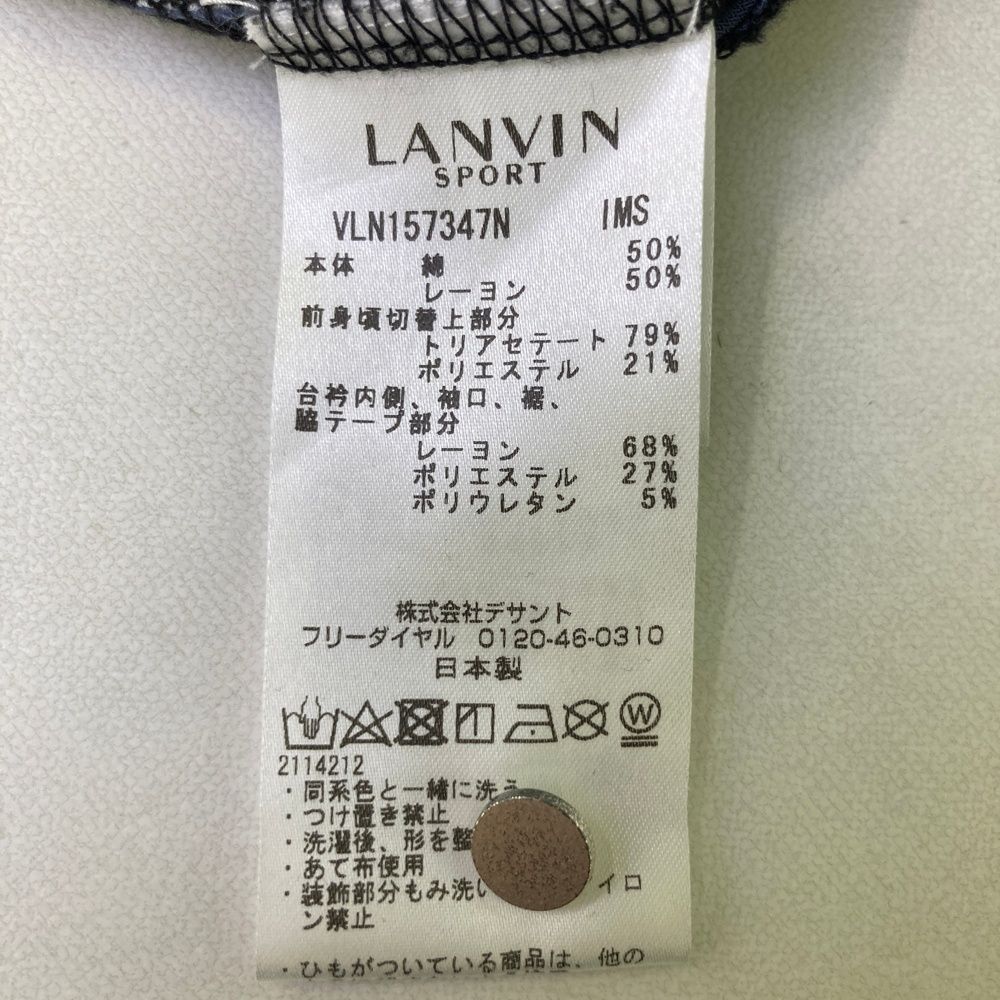 LANVIN
SPORT
VLN157347N IMS
本体 綿 50%
レーヨン 50%
前身頃切替上部分
トリアセテート 79%
ポリエステル 21%
台衿内側、袖口、裾、
脇テープ部分
レーヨン 68%
ポリエステル 27%
ポリウレタン 5%
株式会社デサント
フリーダイヤル 0120-46-0310
日本製
W
2114212
・同系色と一緒に洗う
・つけ置き禁止
・洗濯後、形を整
・あて布使用
・装飾部分もみ洗い イロ
ン禁止
・ひもがついている商品は、他の